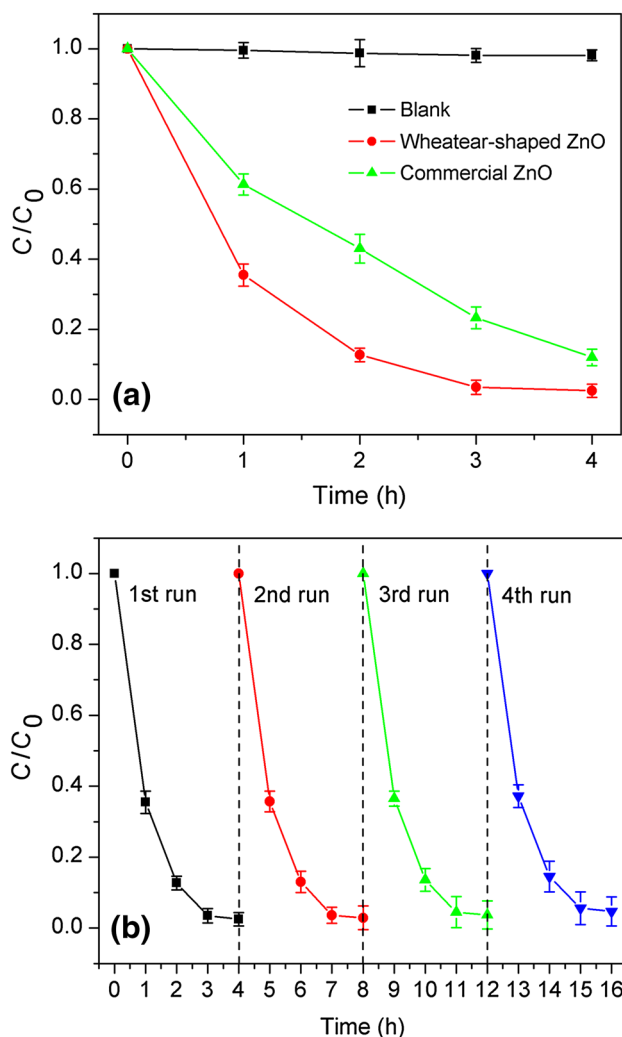 1.0
0.8
0.6
0.4
0.2
0.0
C/C0
Blank
Wheatear-shaped ZnO
Commercial ZnO
(a)
0 1 2 3 4
Time (h)
1.0
0.8
0.6
0.4
0.2
0.0
C/C0
1st run 2nd run 3rd run 4th run
(b)
0 1 2 3 4 5 6 7 8 9 10 11 12 13 14 15 16
Time (h)